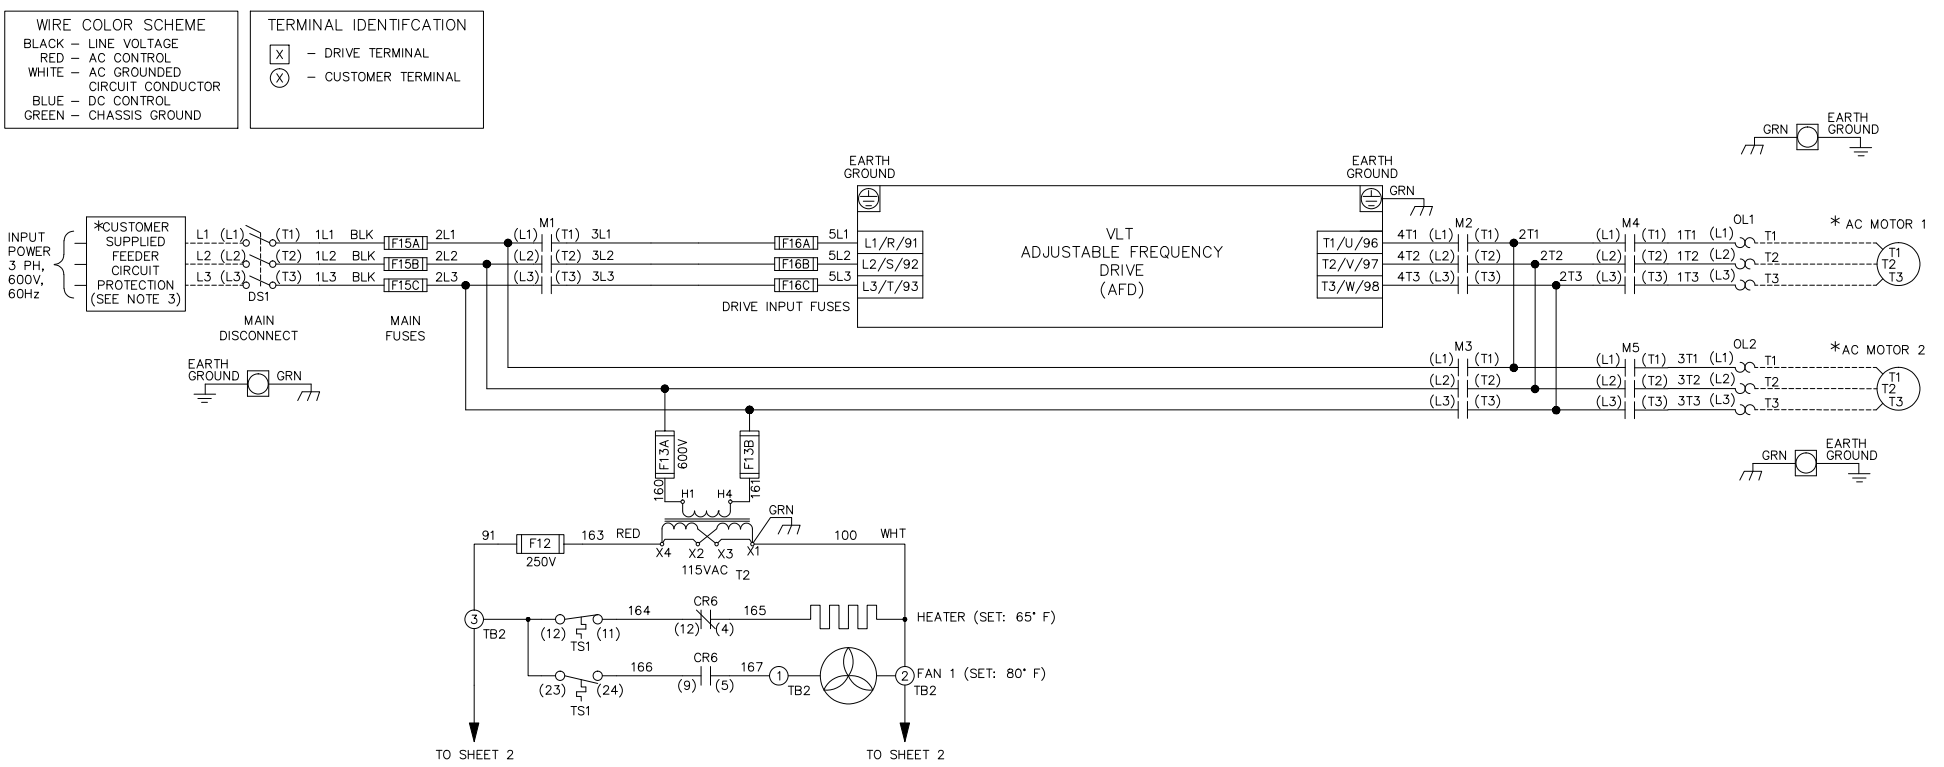 WIRE COLOR SCHEME
BLACK – LINE VOLTAGE
RED – AC CONTROL
WHITE – AC GROUNDED
CIRCUIT CONDUCTOR
BLUE – DC CONTROL
GREEN – CHASSIS GROUND
TERMINAL IDENTIFCATION
X – DRIVE TERMINAL
X – CUSTOMER TERMINAL
GRN
EARTH
GROUND
EARTH
GROUND
EARTH
GROUND
GRN
INPUT
POWER
3 PH,
600V,
60Hz
*CUSTOMER
SUPPLIED
FEEDER
CIRCUIT
PROTECTION
(SEE NOTE 3)
L1 (L1) (T1) 1L1 BLK F15A 2L1 (L1) M1 (T1) 3L1 F16A 5L1 L1/R/91
L2 (L2) (T2) 1L2 BLK F15B 2L2 (L2) (T2) 3L2 F16B 5L2 L2/S/92
L3 (L3) (T3) 1L3 BLK F15C 2L3 (L3) (T3) 3L3 F16C 5L3 L3/T/93
DS1
MAIN
DISCONNECT
MAIN
FUSES
DRIVE INPUT FUSES
VLT
ADJUSTABLE FREQUENCY
DRIVE
(AFD)
T1/U/96 4T1 (L1) M2 (T1) 2T1 (L1) M4 (T1) 1T1 (L1) OL1 T1
T2/V/97 4T2 (L2) (T2) 2T2 (L2) (T2) 1T2 (L2) T2
T3/W/98 4T3 (L3) (T3) 2T3 (L3) (T3) 1T3 (L3) T3
* AC MOTOR 1
T1
T2
T3
EARTH
GROUND
GRN
(L1) M3 (T1) (L1) M5 (T1) 3T1 (L1) OL2 T1
(L2) (T2) (L2) (T2) 3T2 (L2) T2
(L3) (T3) (L3) (T3) 3T3 (L3) T3
*AC MOTOR 2
T1
T2
T3
GRN
EARTH
GROUND
F13A
600V
F13B
160
161
H1 H4
GRN
91 F12 163 RED
250V
X4 X2 X3 X1
100 WHT
115VAC T2
3
TB2
(12) (11)
TS1
164
CR6
(12) (4)
165
HEATER (SET: 65° F)
(23) (24)
TS1
166
CR6
(9) (5)
167
1
TB2
2
TB2
FAN 1 (SET: 80° F)
TO SHEET 2
TO SHEET 2